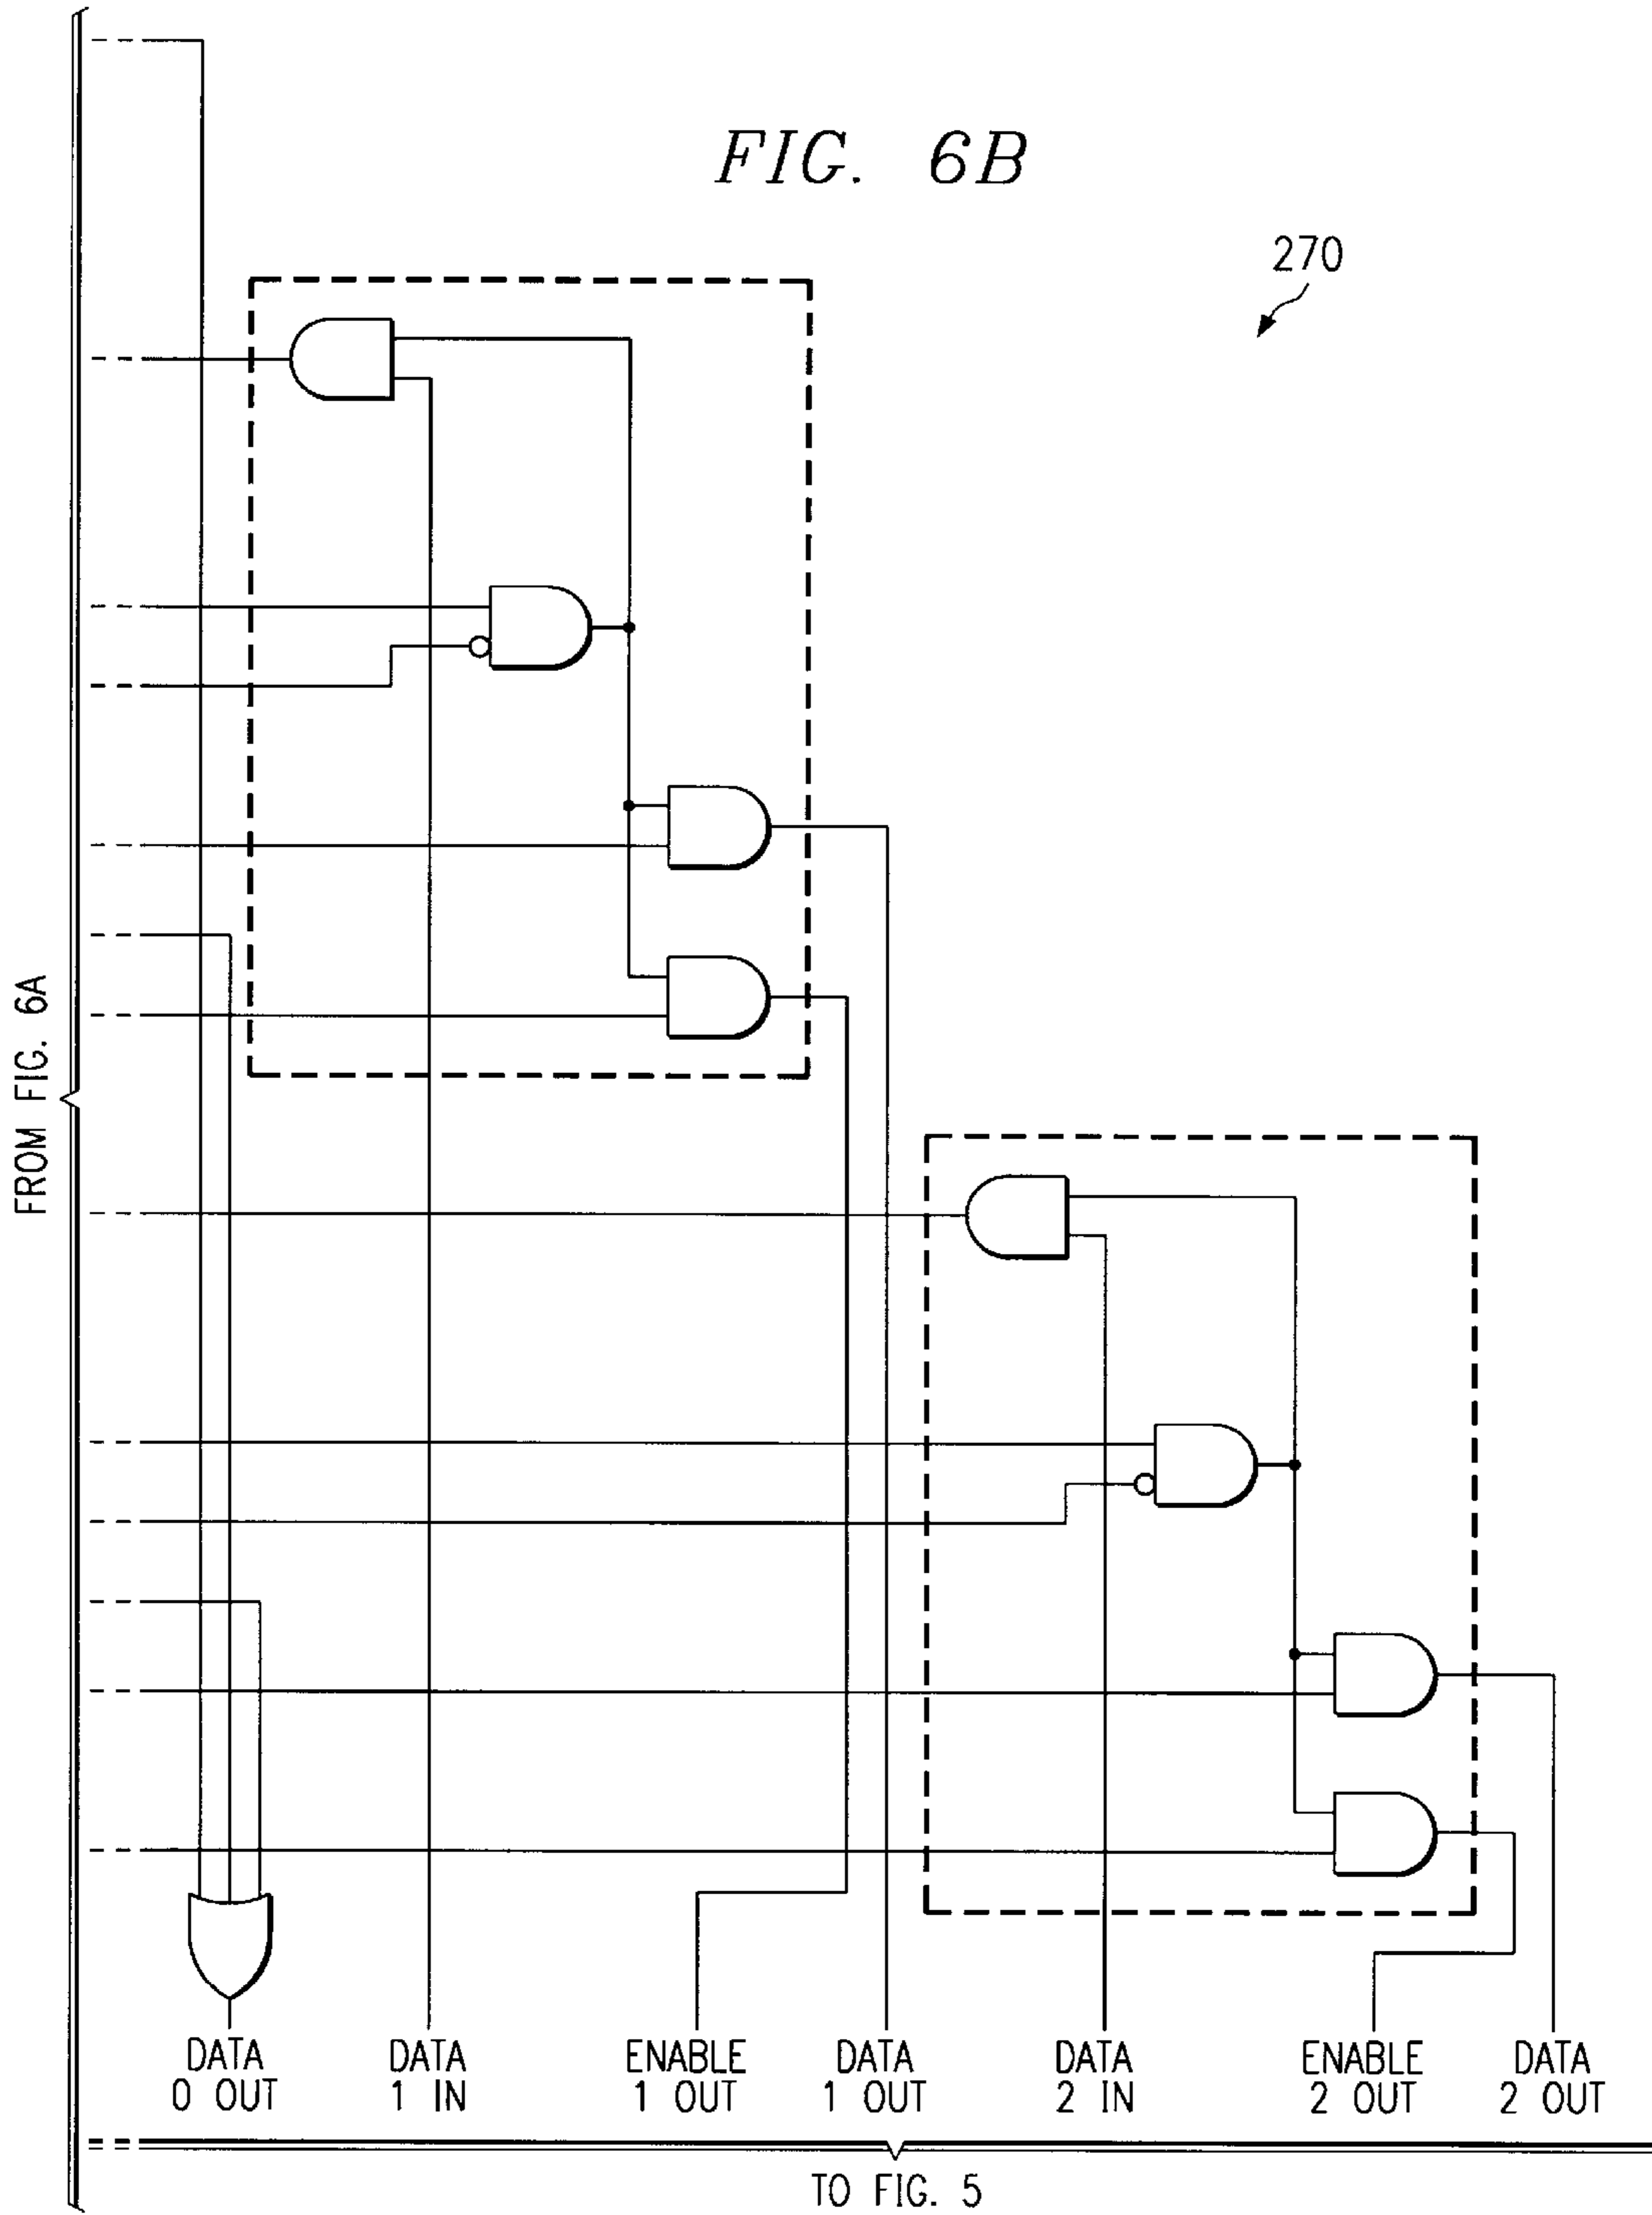 FIG. 6B
270
FROM FIG. 6A
DATA
0 OUT
DATA
1 IN
ENABLE
1 OUT
DATA
1 OUT
DATA
2 IN
ENABLE
2 OUT
DATA
2 OUT
TO FIG. 5